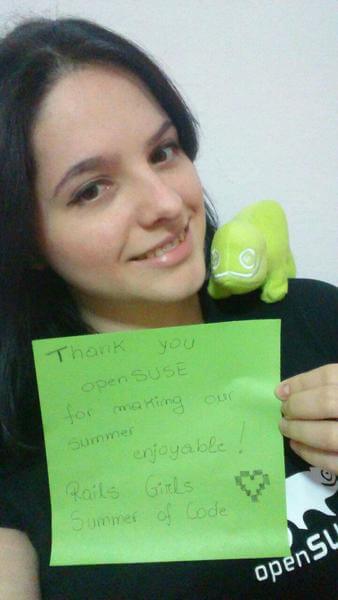 Thank you
openSUSE
for making our
summer
enjoyable!
Rails Girls
Summer of Code
openSU